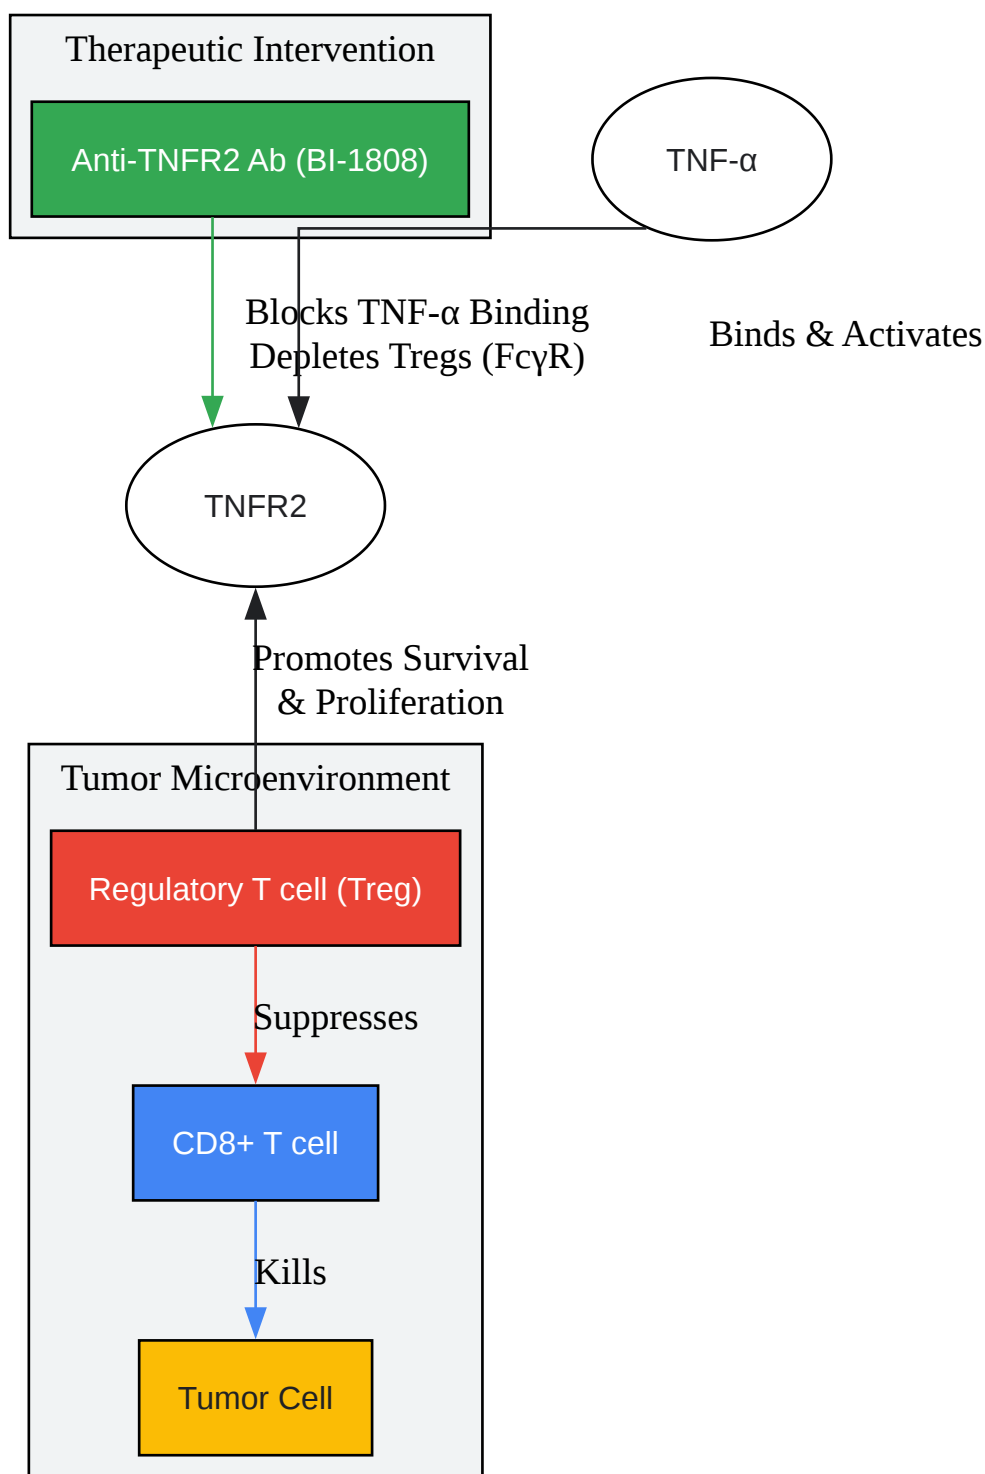 Therapeutic Intervention
Anti-TNFR2 Ab (BI-1808)
TNF-α
Blocks TNF-α Binding
Depletes Tregs (FcγR)
Binds & Activates
TNFR2
Promotes Survival
& Proliferation
Tumor Microenvironment
Regulatory T cell (Treg)
Suppresses
CD8+ T cell
Kills
Tumor Cell